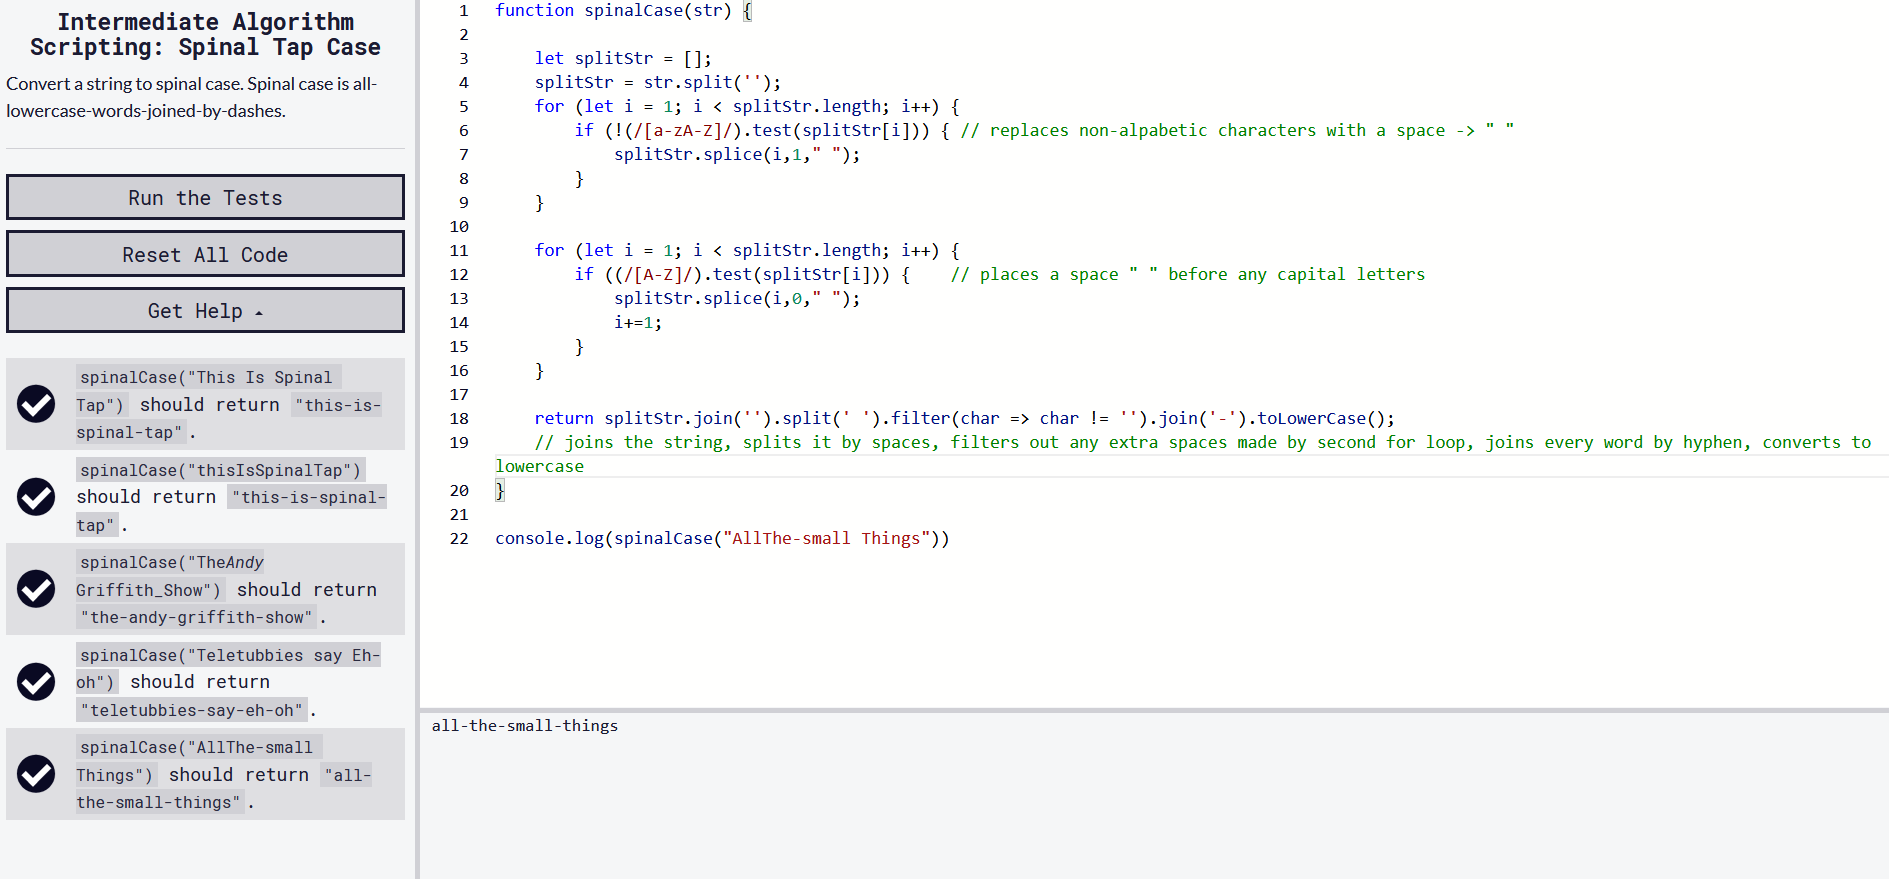 Intermediate Algorithm
Scripting: Spinal Tap Case
Convert a string to spinal case. Spinal case is all-
lowercase-words-joined-by-dashes.
Run the Tests
Reset All Code
Get Help
spinalCase("This Is Spinal
Tap") should return "this-is-
spinal-tap".
spinalCase("thisIsSpinalTap")
should return "this-is-spinal-
tap".
spinalCase("TheAndy
Griffith_Show") should return
"the-andy-griffith-show".
spinalCase("Teletubbies say Eh-
oh") should return
"teletubbies-say-eh-oh".
spinalCase("AllThe-small
Things") should return "all-
the-small-things".
1 function spinalCase(str) {
2
3 let splitStr = [];
4 splitStr = str.split('');
5 for (let i = 1; i < splitStr.length; i++) {
6 if (!(/[a-zA-Z]/).test(splitStr[i])) { // replaces non-alpabetic characters with a space -> " "
7 splitStr.splice(i,1," ");
8 }
9 }
10
11 for (let i = 1; i < splitStr.length; i++) {
12 if ((/[A-Z]/).test(splitStr[i])) { // places a space " " before any capital letters
13 splitStr.splice(i,0," ");
14 i+=1;
15 }
16 }
17
18 return splitStr.join('').split(' ').filter(char => char != '').join('-').toLowerCase();
19 // joins the string, splits it by spaces, filters out any extra spaces made by second for loop, joins every word by hyphen, converts to
lowercase
20 }
21
22 console.log(spinalCase("AllThe-small Things"))
all-the-small-things